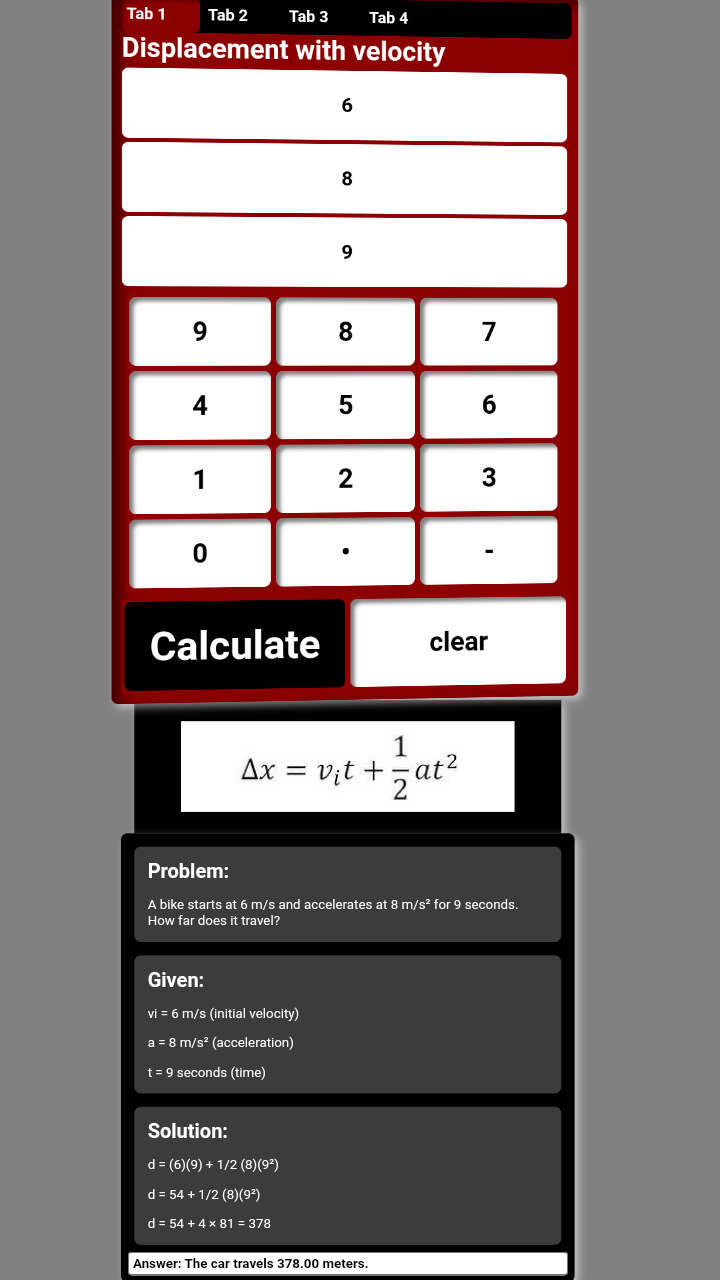 Tab 1 Tab 2 Tab 3 Tab 4
Displacement with velocity
6
8
9
9 8 7
4 5 6
1 2 3
0 • -
Calculate clear
Δx = vᵢt + 1/2 at²
Problem:
A bike starts at 6 m/s and accelerates at 8 m/s² for 9 seconds.
How far does it travel?
Given:
vi = 6 m/s (initial velocity)
a = 8 m/s² (acceleration)
t = 9 seconds (time)
Solution:
d = (6)(9) + 1/2 (8)(9²)
d = 54 + 1/2 (8)(9²)
d = 54 + 4 × 81 = 378
Answer: The car travels 378.00 meters.